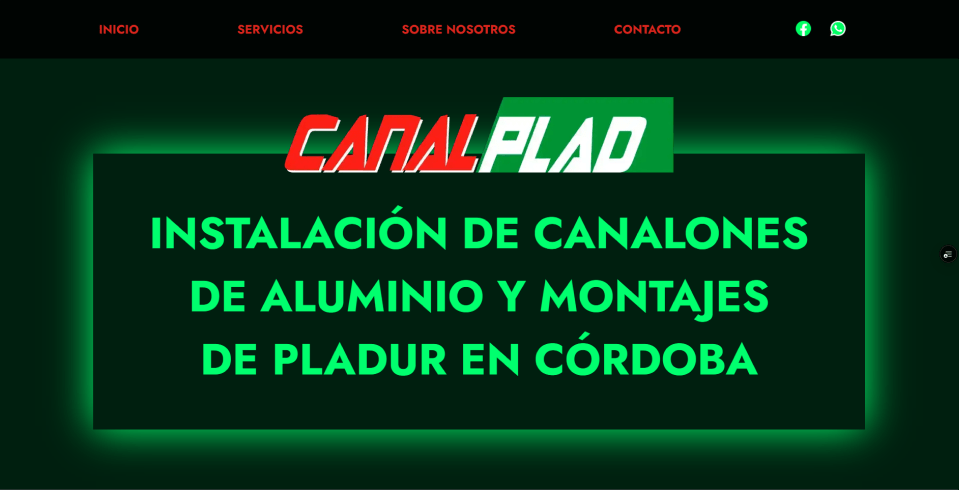 INICIO
SERVICIOS
SOBRE NOSOTROS
CONTACTO
CANALPLAD
INSTALACIÓN DE CANALONES
DE ALUMINIO Y MONTAJES
DE PLADUR EN CÓRDOBA